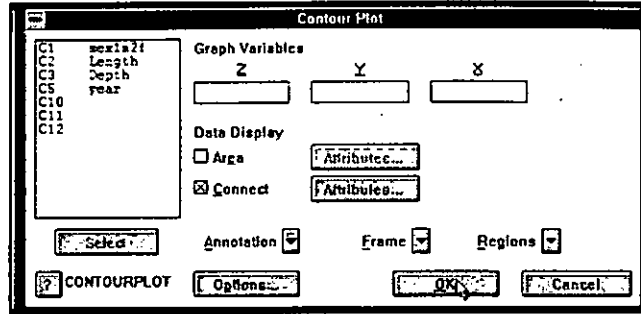 Contour Plot
C1 sex1m2f
C2 Length
C3 Depth
C5 year
C10
C11
C12
Graph Variables
Z Y X
Data Display
Area Attributes...
Connect Attributes...
Select Annotation Frame Regions
? CONTOURPLOT Options... OK Cancel